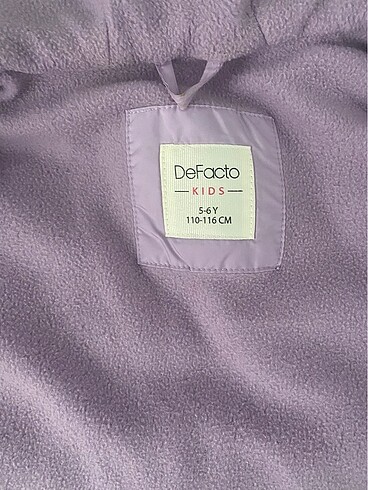 DeFacto
KIDS
5-6 Y
110-116 CM